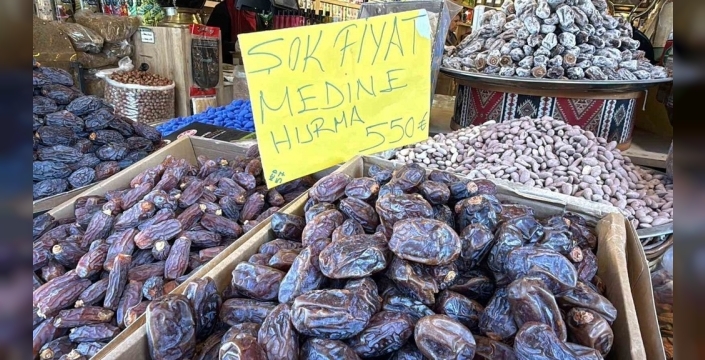 ŞOK FİYAT
MEDİNE
HURMA
550₺